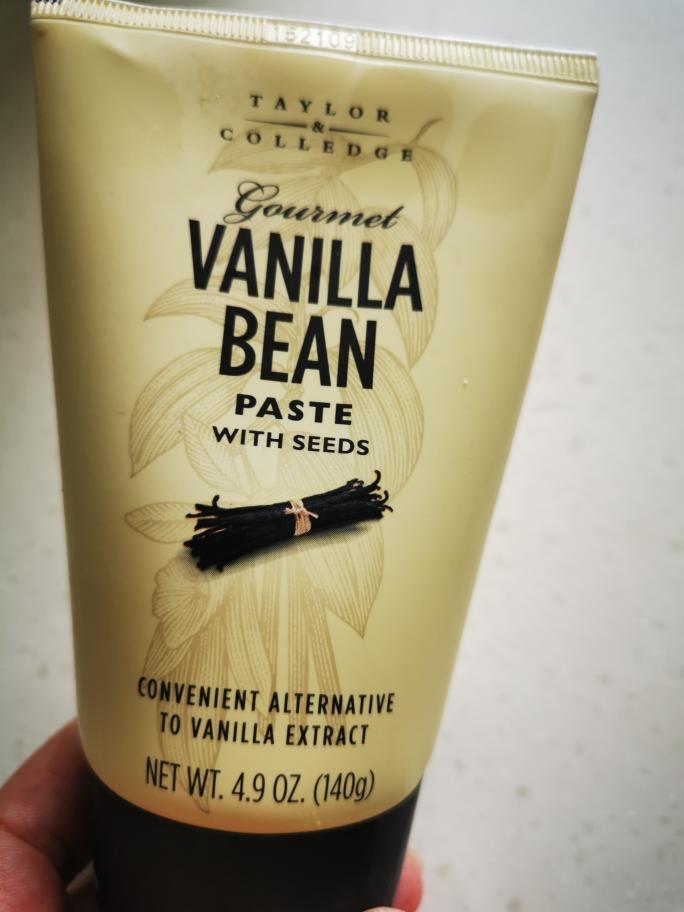 152109
TAYLOR
&
COLLEDGE
Gourmet
VANILLA
BEAN
PASTE
WITH SEEDS
CONVENIENT ALTERNATIVE
TO VANILLA EXTRACT
NET WT. 4.9 OZ. (140g)